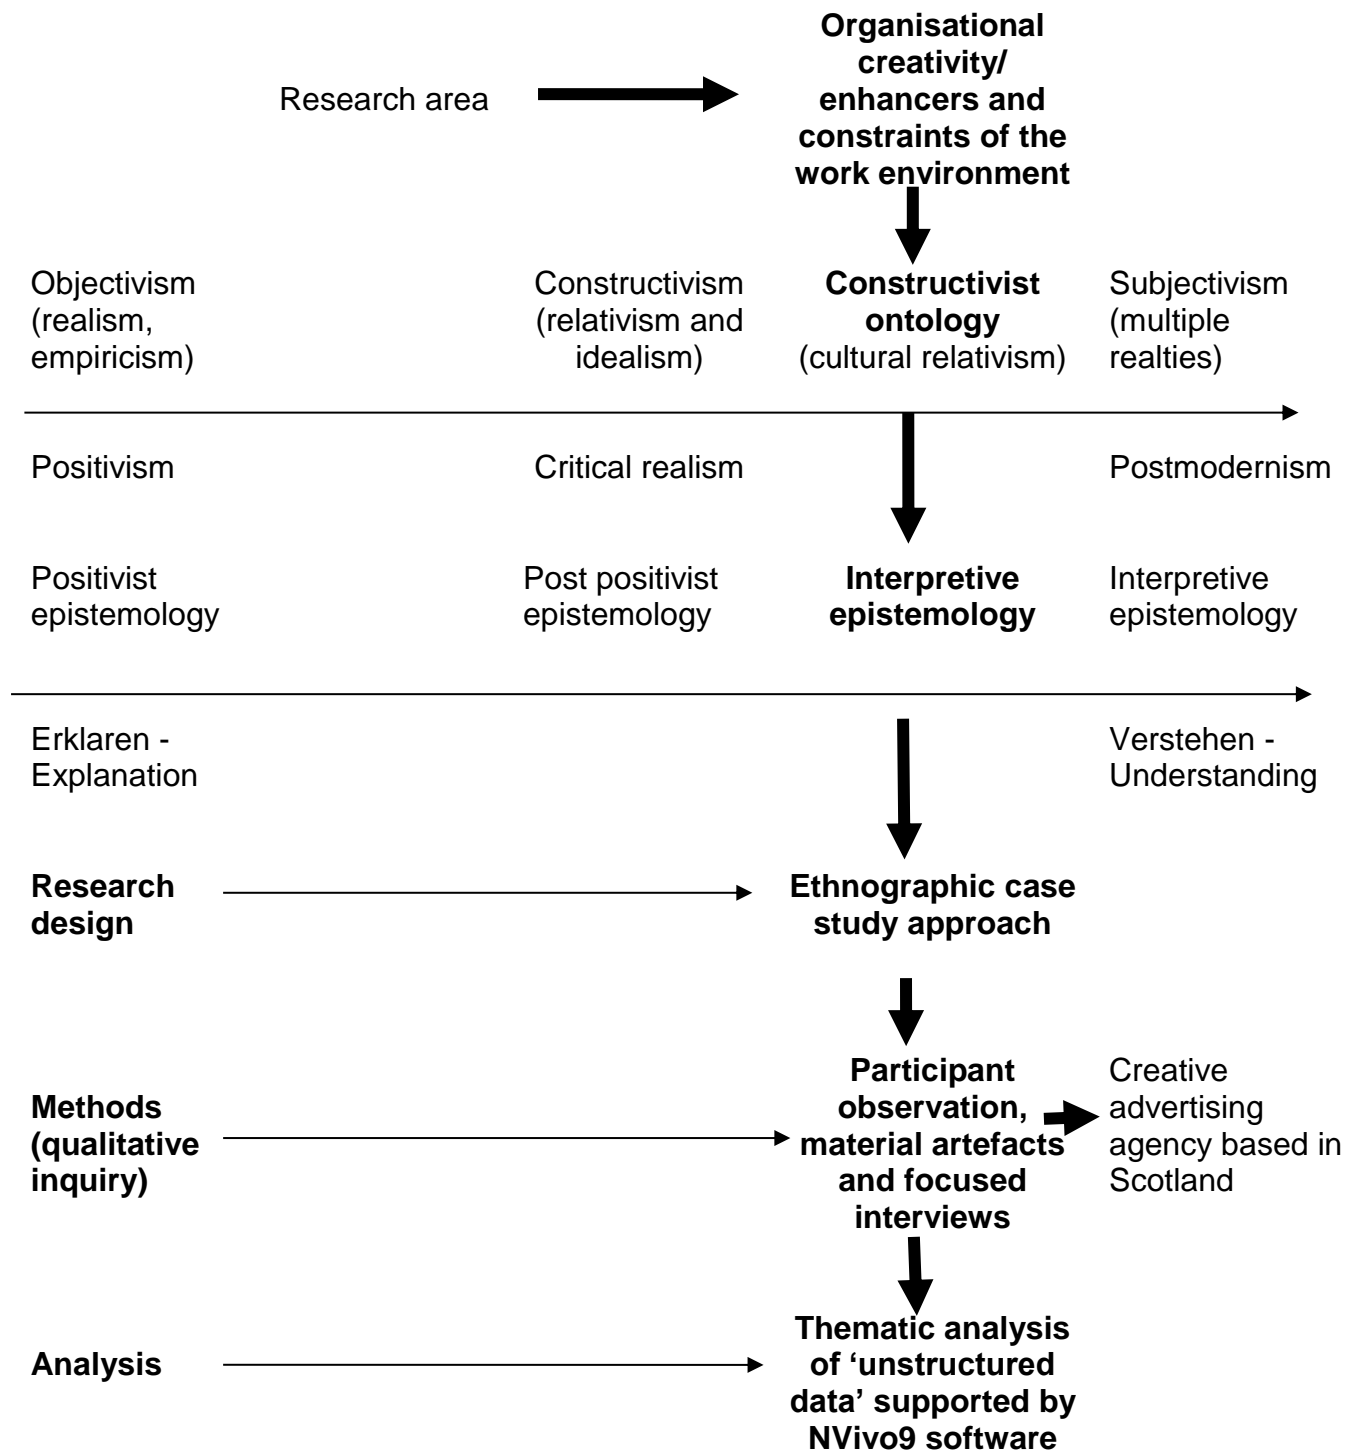 Organisational
creativity/
enhancers and
constraints of the
work environment
Research area
Objectivism
(realism,
empiricism)
Constructivism
(relativism and
idealism)
Constructivist
ontology
(cultural relativism)
Subjectivism
(multiple
realties)
Positivism
Critical realism
Postmodernism
Positivist
epistemology
Post positivist
epistemology
Interpretive
epistemology
Interpretive
epistemology
Erklaren -
Explanation
Verstehen -
Understanding
Research
design
Ethnographic case
study approach
Methods
(qualitative
inquiry)
Participant
observation,
material artefacts
and focused
interviews
Creative
advertising
agency based in
Scotland
Analysis
Thematic analysis
of ‘unstructured
data’ supported by
NVivo9 software